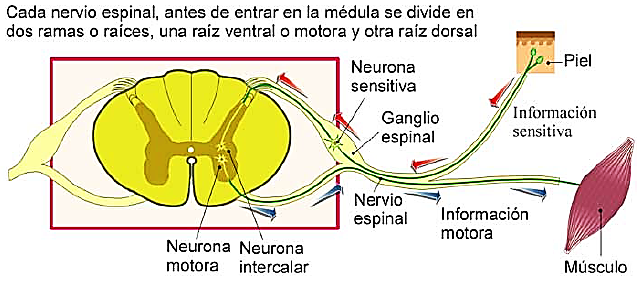 Cada nervio espinal, antes de entrar en la médula se divide en
dos ramas o raíces, una raíz ventral o motora y otra raíz dorsal
Neurona
sensitiva
Piel
Ganglio
espinal
Información
sensitiva
Nervio
espinal
Información
motora
Neurona
motora
Neurona
intercalar
Músculo